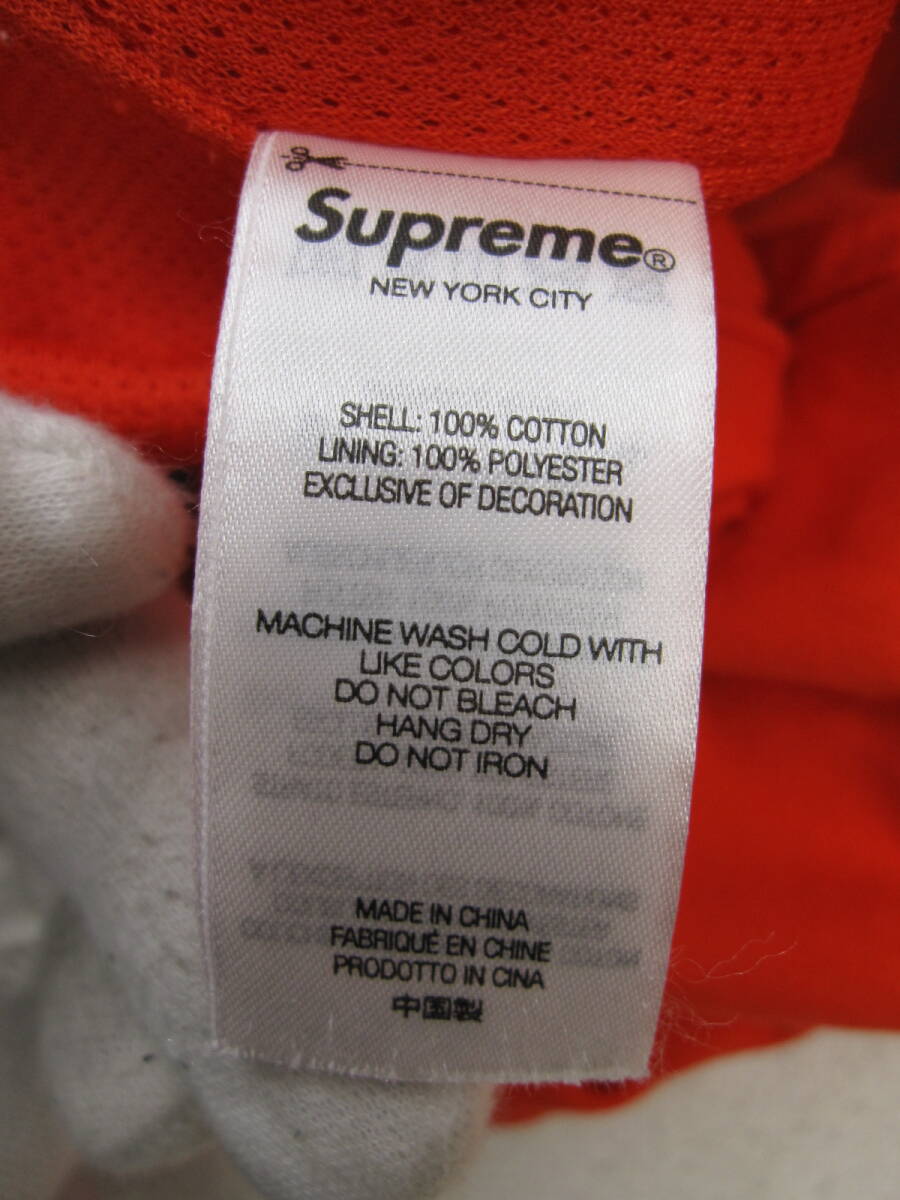 Supreme®
NEW YORK CITY
SHELL: 100% COTTON
LINING: 100% POLYESTER
EXCLUSIVE OF DECORATION
MACHINE WASH COLD WITH
LIKE COLORS
DO NOT BLEACH
HANG DRY
DO NOT IRON
MADE IN CHINA
FABRIQUÉ EN CHINE
PRODOTTO IN CINA
中国製